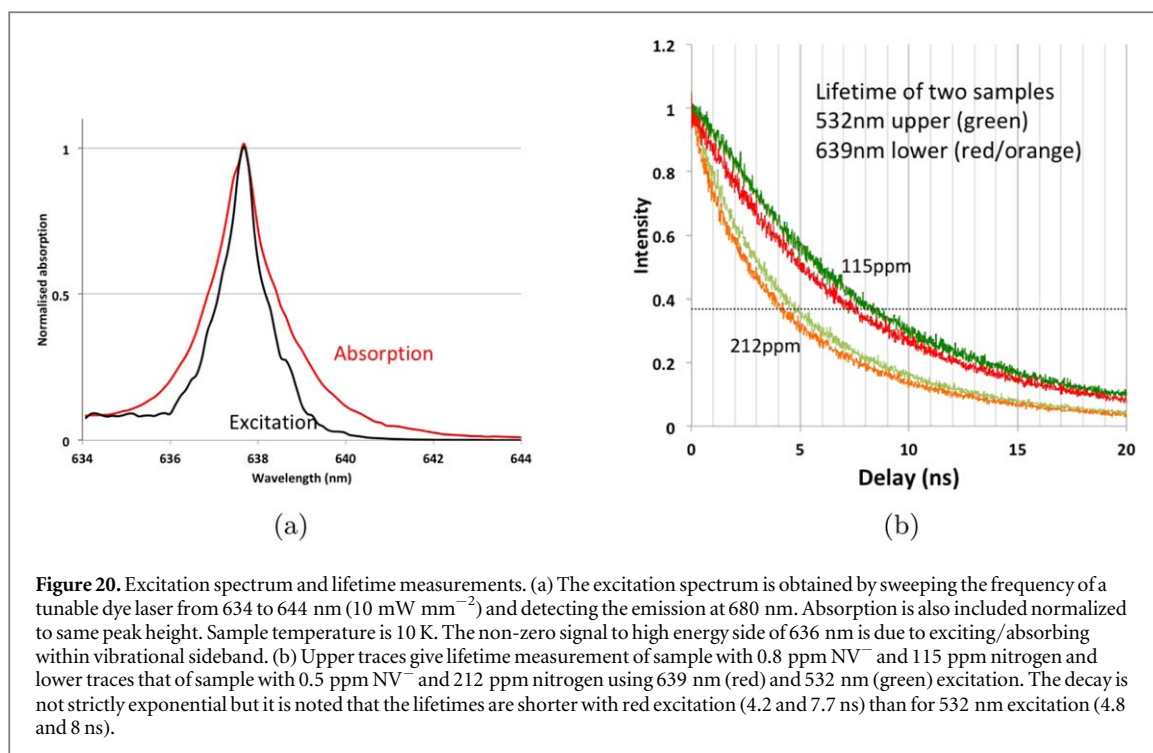 1
0.5
0
Normalised absorption
Absorption
Excitation
634
636
638
640
642
644
Wavelength (nm)
(a)
1.2
1
0.8
0.6
0.4
0.2
0
Intensity
Lifetime of two samples
532nm upper (green)
639nm lower (red/orange)
115ppm
212ppm
0
5
10
15
20
Delay (ns)
(b)
Figure 20. Excitation spectrum and lifetime measurements. (a) The excitation spectrum is obtained by sweeping the frequency of a
tunable dye laser from 634 to 644 nm (10 mW mm⁻²) and detecting the emission at 680 nm. Absorption is also included normalized
to same peak height. Sample temperature is 10 K. The non-zero signal to high energy side of 636 nm is due to exciting/absorbing
within vibrational sideband. (b) Upper traces give lifetime measurement of sample with 0.8 ppm NV⁻ and 115 ppm nitrogen and
lower traces that of sample with 0.5 ppm NV⁻ and 212 ppm nitrogen using 639 nm (red) and 532 nm (green) excitation. The decay is
not strictly exponential but it is noted that the lifetimes are shorter with red excitation (4.2 and 7.7 ns) than for 532 nm excitation (4.8
and 8 ns).